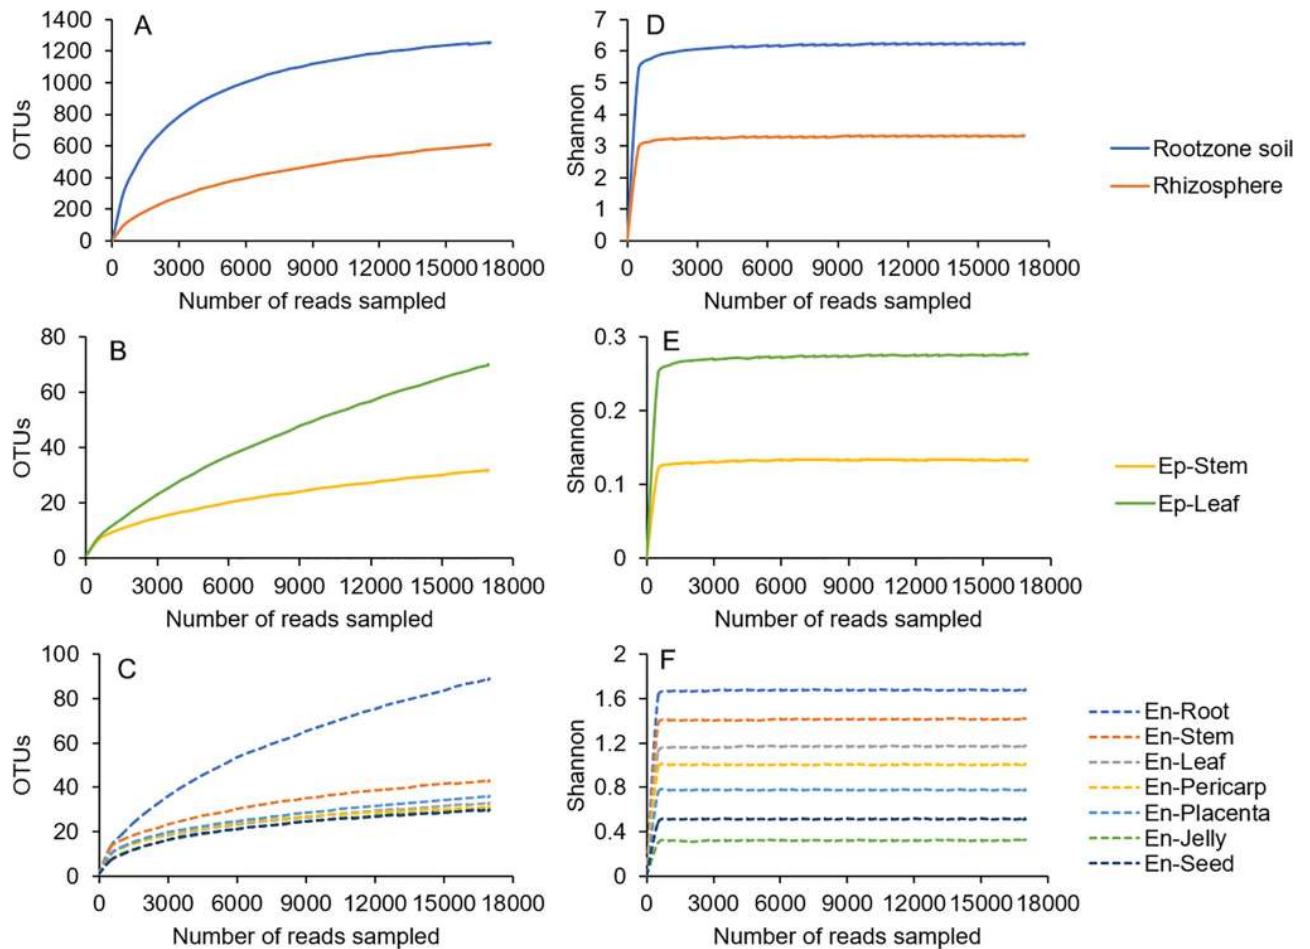 A
1400
1200
1000
800
600
400
200
0
OTUs
0 3000 6000 9000 12000 15000 18000
Number of reads sampled
D
7
6
5
4
3
2
1
0
Shannon
0 3000 6000 9000 12000 15000 18000
Number of reads sampled
Rootzone soil
Rhizosphere
B
80
60
40
20
0
OTUs
0 3000 6000 9000 12000 15000 18000
Number of reads sampled
E
0.3
0.2
0.1
0
Shannon
0 3000 6000 9000 12000 15000 18000
Number of reads sampled
Ep-Stem
Ep-Leaf
C
100
80
60
40
20
0
OTUs
0 3000 6000 9000 12000 15000 18000
Number of reads sampled
F
2
1.6
1.2
0.8
0.4
0
Shannon
0 3000 6000 9000 12000 15000 18000
Number of reads sampled
En-Root
En-Stem
En-Leaf
En-Pericarp
En-Placenta
En-Jelly
En-Seed